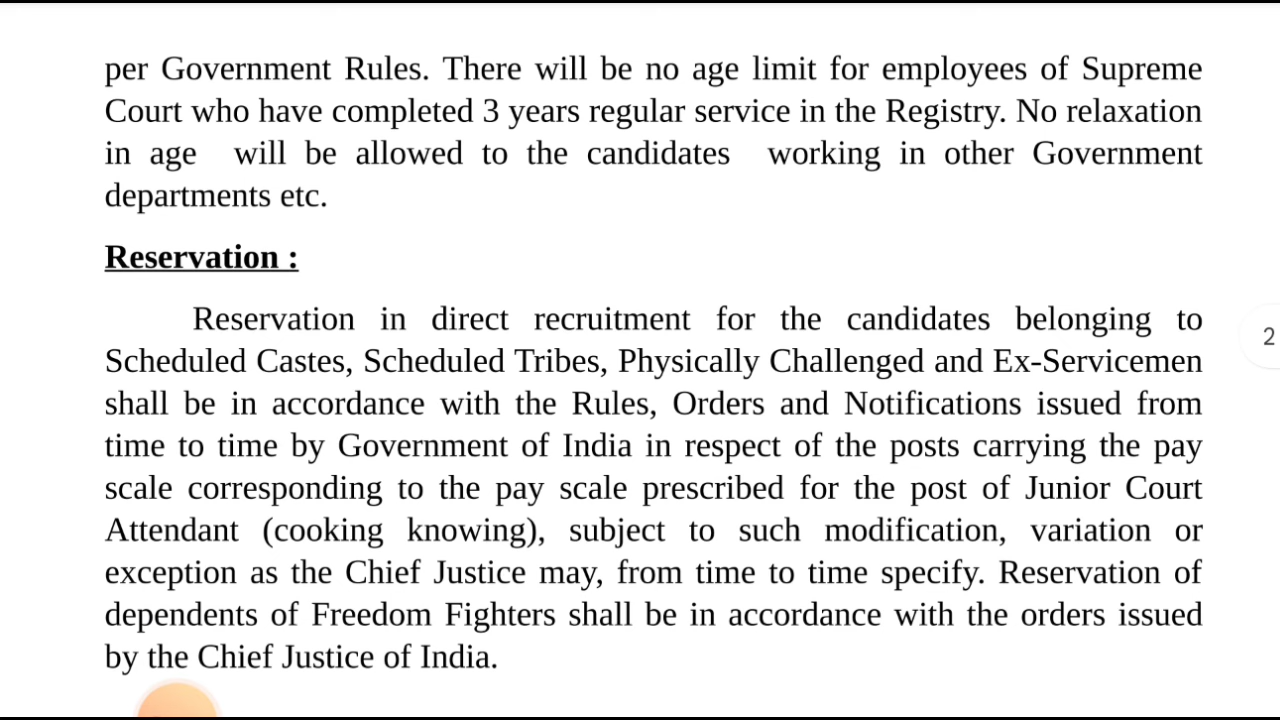 per Government Rules. There will be no age limit for employees of Supreme
Court who have completed 3 years regular service in the Registry. No relaxation
in age will be allowed to the candidates working in other Government
departments etc.
Reservation :
Reservation in direct recruitment for the candidates belonging to
Scheduled Castes, Scheduled Tribes, Physically Challenged and Ex-Servicemen
shall be in accordance with the Rules, Orders and Notifications issued from
time to time by Government of India in respect of the posts carrying the pay
scale corresponding to the pay scale prescribed for the post of Junior Court
Attendant (cooking knowing), subject to such modification, variation or
exception as the Chief Justice may, from time to time specify. Reservation of
dependents of Freedom Fighters shall be in accordance with the orders issued
by the Chief Justice of India.
2